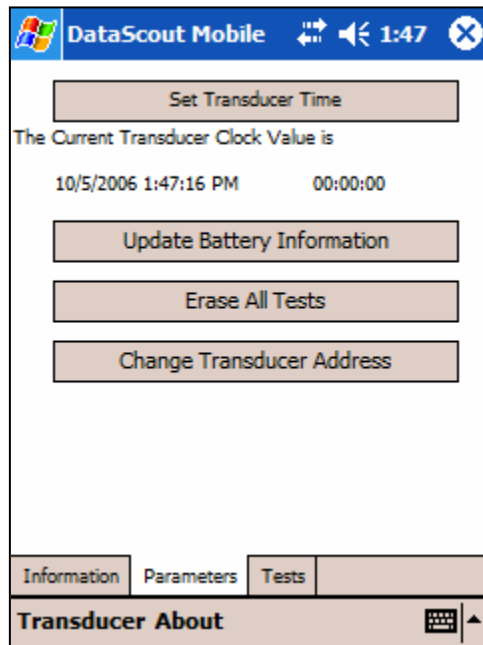 DataScout Mobile 1:47
Set Transducer Time
The Current Transducer Clock Value is
10/5/2006 1:47:16 PM 00:00:00
Update Battery Information
Erase All Tests
Change Transducer Address
Information Parameters Tests
Transducer About